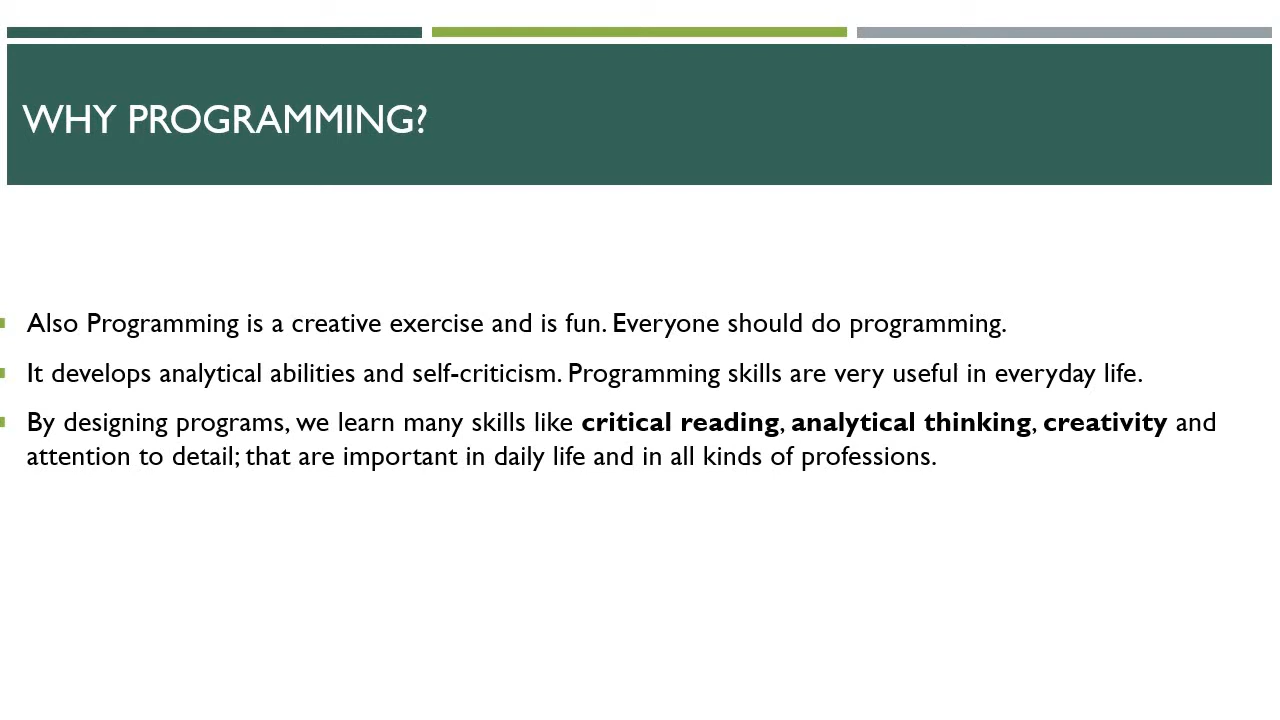 WHY PROGRAMMING?
Also Programming is a creative exercise and is fun. Everyone should do programming.
It develops analytical abilities and self-criticism. Programming skills are very useful in everyday life.
By designing programs, we learn many skills like critical reading, analytical thinking, creativity and
attention to detail; that are important in daily life and in all kinds of professions.